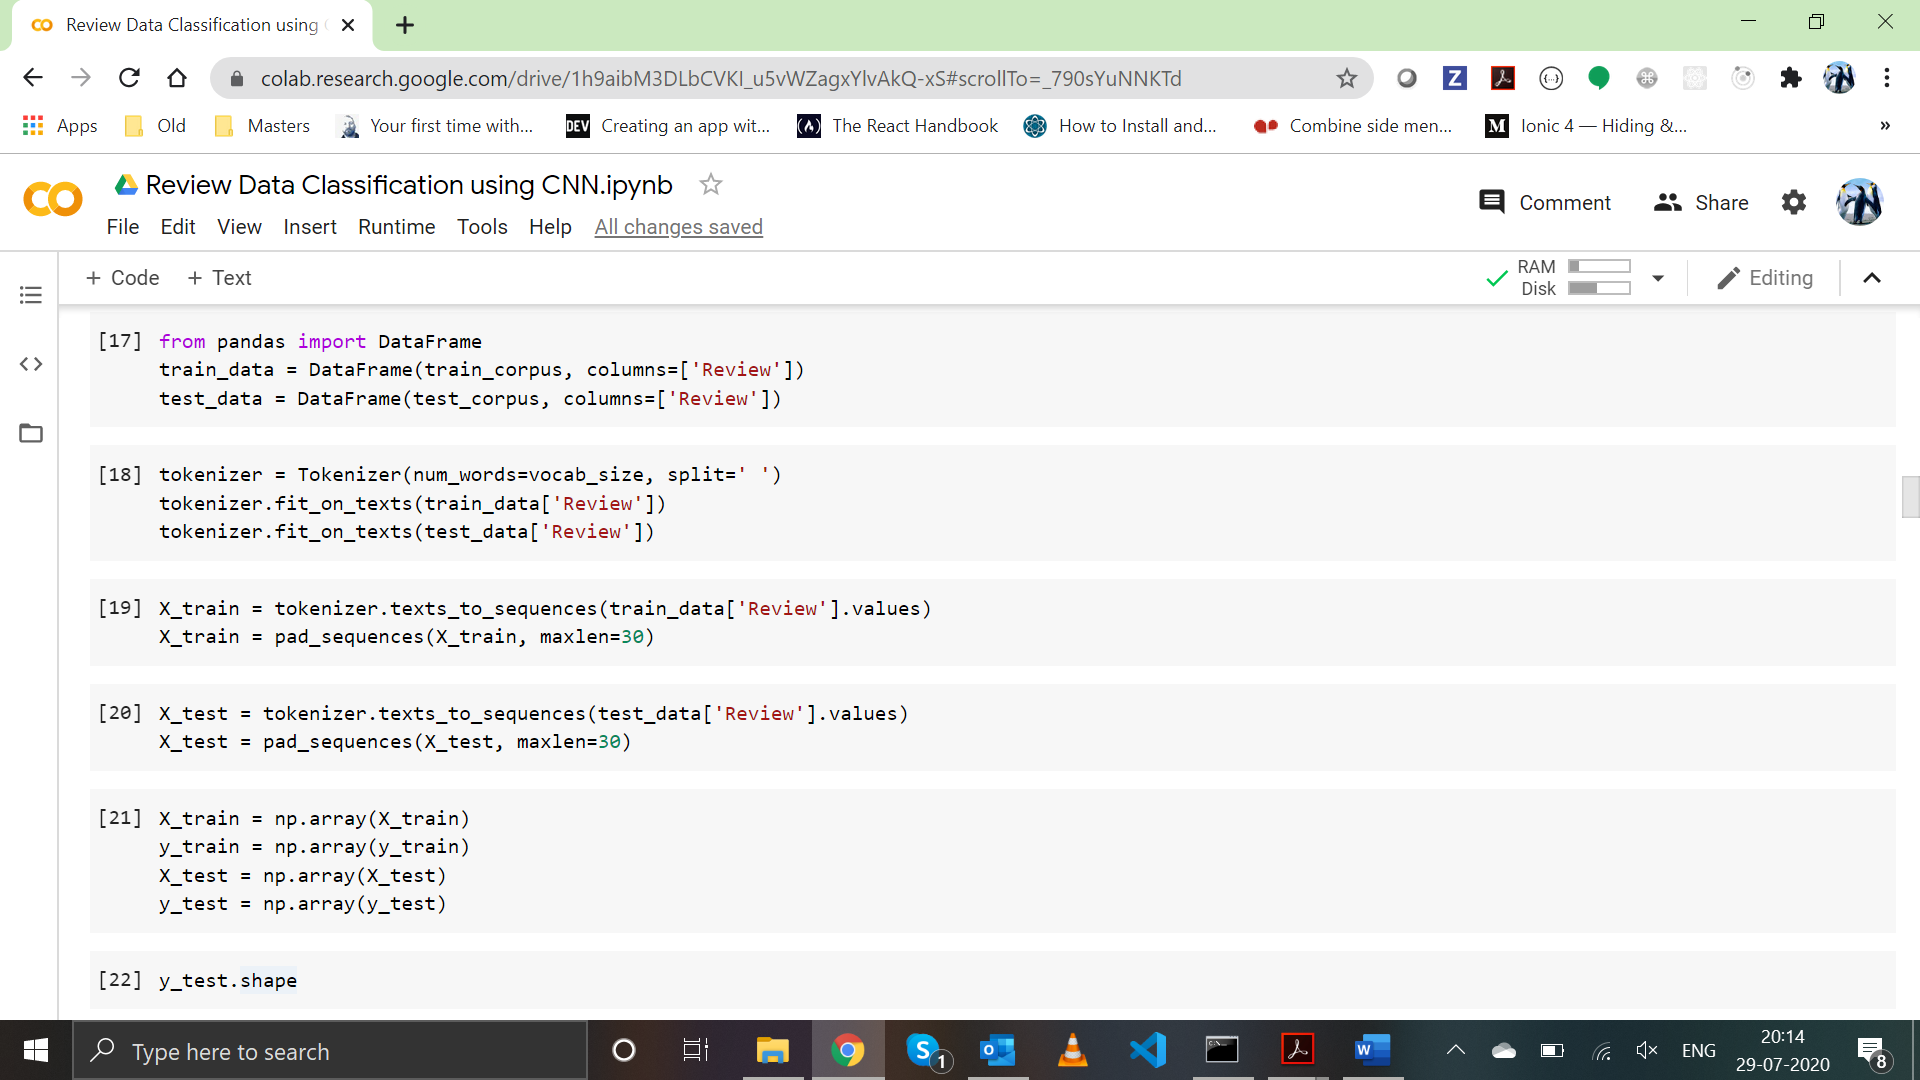 Review Data Classification using
colab.research.google.com/drive/1h9aibM3DLbCVKI_u5vWZagxYlvAkQ-xS#scrollTo=_790sYuNNKTd
Apps Old Masters Your first time with... DEV Creating an app wit... The React Handbook How to Install and... Combine side men... M Ionic 4 — Hiding &... »
Review Data Classification using CNN.ipynb
Comment Share
File Edit View Insert Runtime Tools Help All changes saved
+ Code + Text
RAM
Disk
Editing
[17] from pandas import DataFrame
train_data = DataFrame(train_corpus, columns=['Review'])
test_data = DataFrame(test_corpus, columns=['Review'])
[18] tokenizer = Tokenizer(num_words=vocab_size, split=' ')
tokenizer.fit_on_texts(train_data['Review'])
tokenizer.fit_on_texts(test_data['Review'])
[19] X_train = tokenizer.texts_to_sequences(train_data['Review'].values)
X_train = pad_sequences(X_train, maxlen=30)
[20] X_test = tokenizer.texts_to_sequences(test_data['Review'].values)
X_test = pad_sequences(X_test, maxlen=30)
[21] X_train = np.array(X_train)
y_train = np.array(y_train)
X_test = np.array(X_test)
y_test = np.array(y_test)
[22] y_test.shape
Type here to search
S 1
ENG
20:14
29-07-2020
8